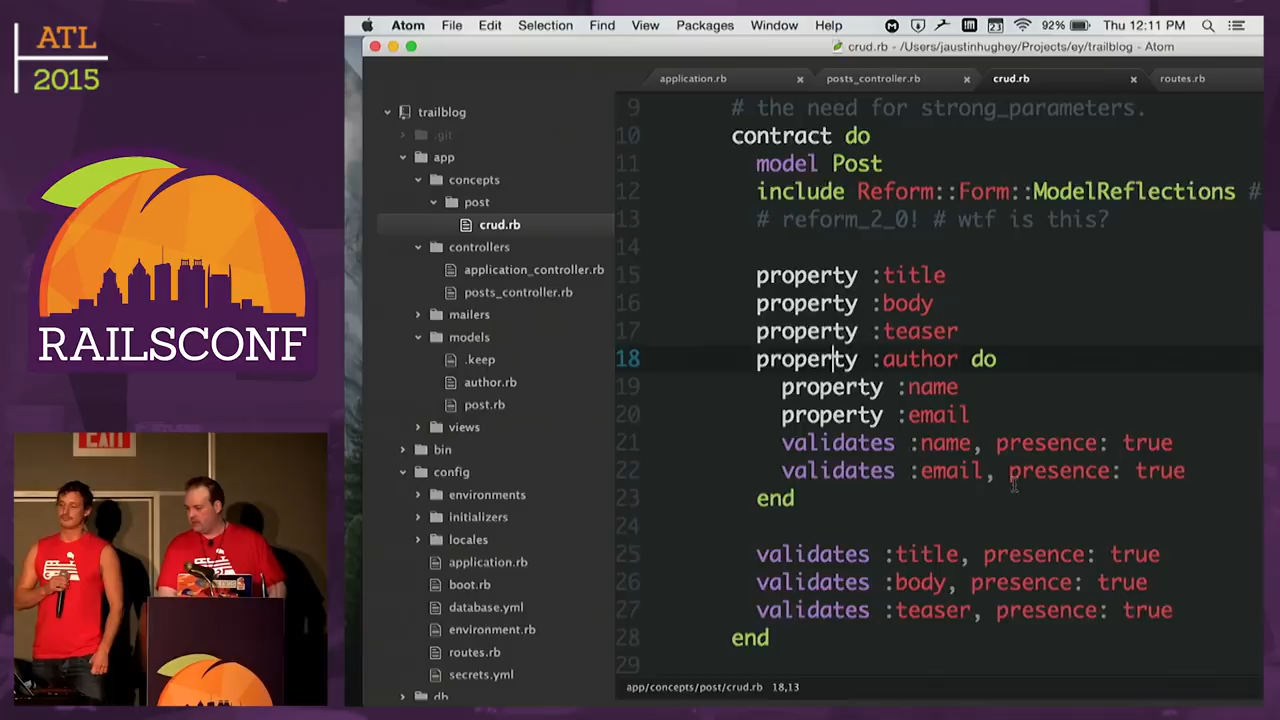 ATL
2015
RAILSCONF
EXIT
Atom File Edit Selection Find View Packages Window Help 23 92% Thu 12:11 PM
crud.rb - /Users/jaustinhughey/Projects/ey/trailblog - Atom
application.rb posts_controller.rb crud.rb routes.rb
trailblog
.git
app
concepts
post
crud.rb
controllers
application_controller.rb
posts_controller.rb
mailers
models
.keep
author.rb
post.rb
views
bin
config
environments
initializers
locales
application.rb
boot.rb
database.yml
environment.rb
routes.rb
secrets.yml
db
9 # the need for strong_parameters.
10 contract do
11 model Post
12 include Reform::Form::ModelReflections #
13 # reform_2_0! # wtf is this?
14
15 property :title
16 property :body
17 property :teaser
18 property :author do
19 property :name
20 property :email
21 validates :name, presence: true
22 validates :email, presence: true
23 end
24
25 validates :title, presence: true
26 validates :body, presence: true
27 validates :teaser, presence: true
28 end
29
app/concepts/post/crud.rb 18,13